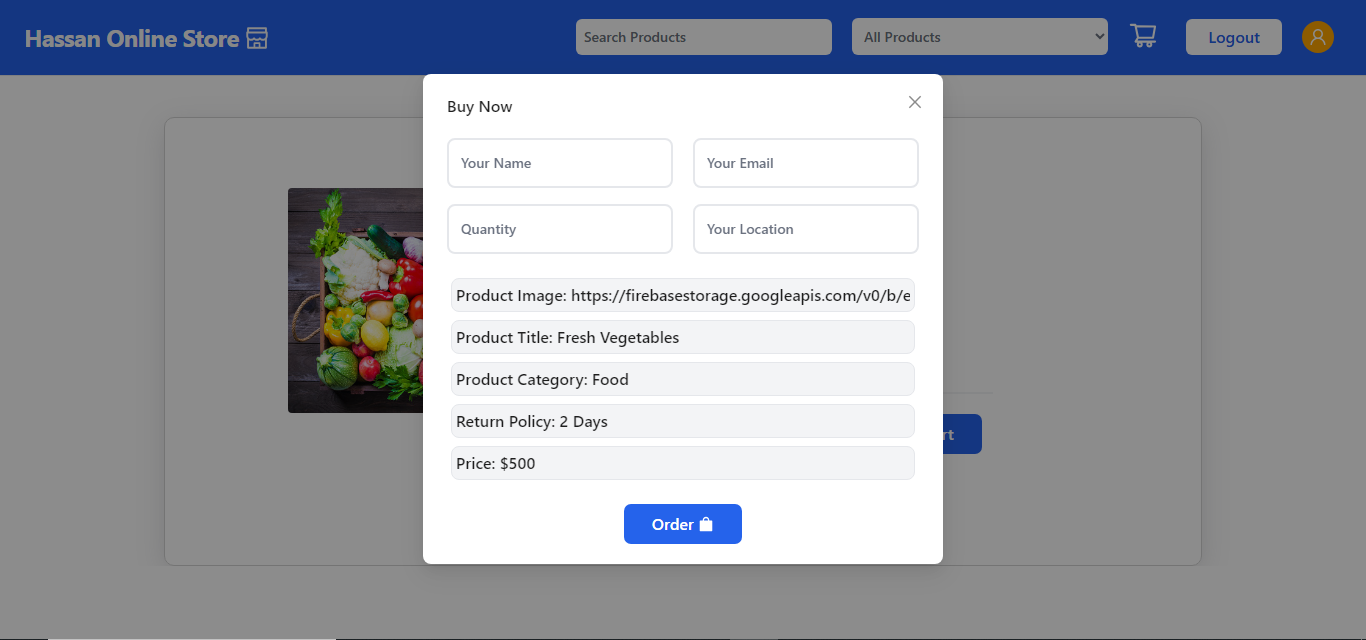 Hassan Online Store
Search Products
All Products
Logout
Buy Now
Your Name
Your Email
Quantity
Your Location
Product Image: https://firebasestorage.googleapis.com/v0/b/e
Product Title: Fresh Vegetables
Product Category: Food
Return Policy: 2 Days
Price: $500
rt
Order